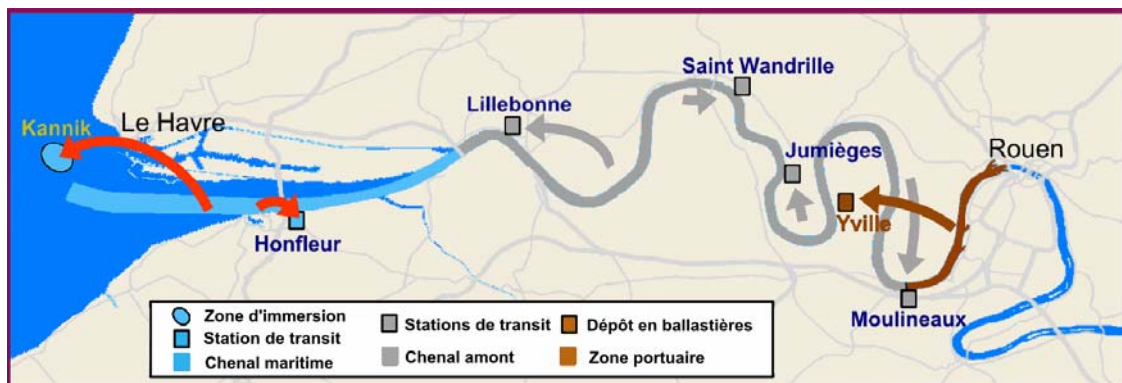 Saint Wandrille
Lillebonne
Le Havre
Kannik
Jumièges
Rouen
Yville
Honfleur
Moulineaux
Zone d'immersion
Station de transit
Chenal maritime
Stations de transit
Chenal amont
Dépôt en ballastières
Zone portuaire